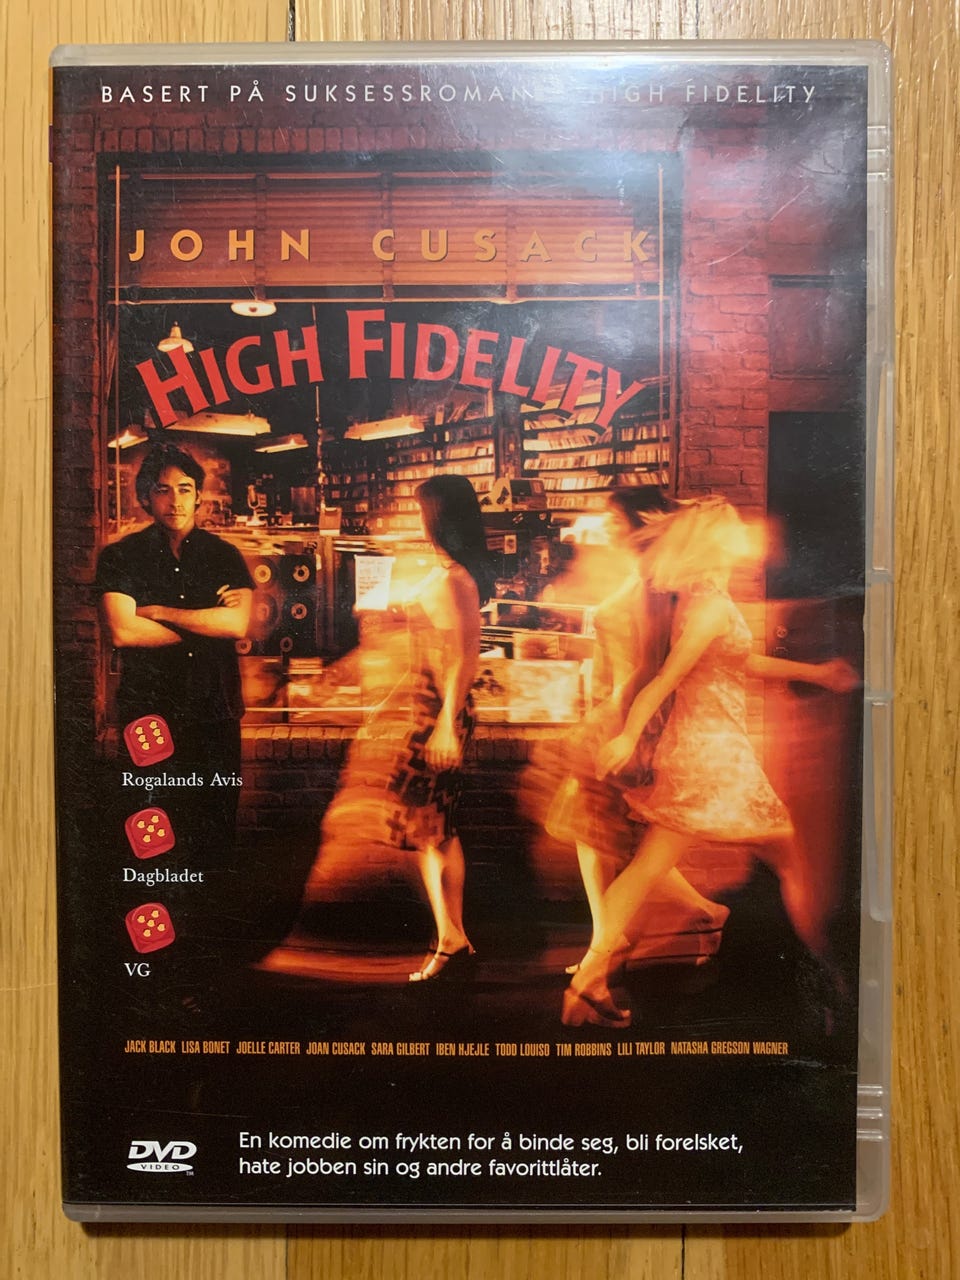 BASERT PÅ SUKSESSROMAN HIGH FIDELITY
JOHN CUSACK
HIGH FIDELITY
Rogalands Avis
Dagbladet
VG
JACK BLACK LISA BONET JOELLE CARTER JOAN CUSACK SARA GILBERT IBEN HJEJLE TODD LOUISO TIM ROBBINS LILI TAYLOR NATASHA GREGSON WAGNER
DVD
VIDEO
TM
En komedie om frykten for å binde seg, bli forelsket,
hate jobben sin og andre favorittlåter.